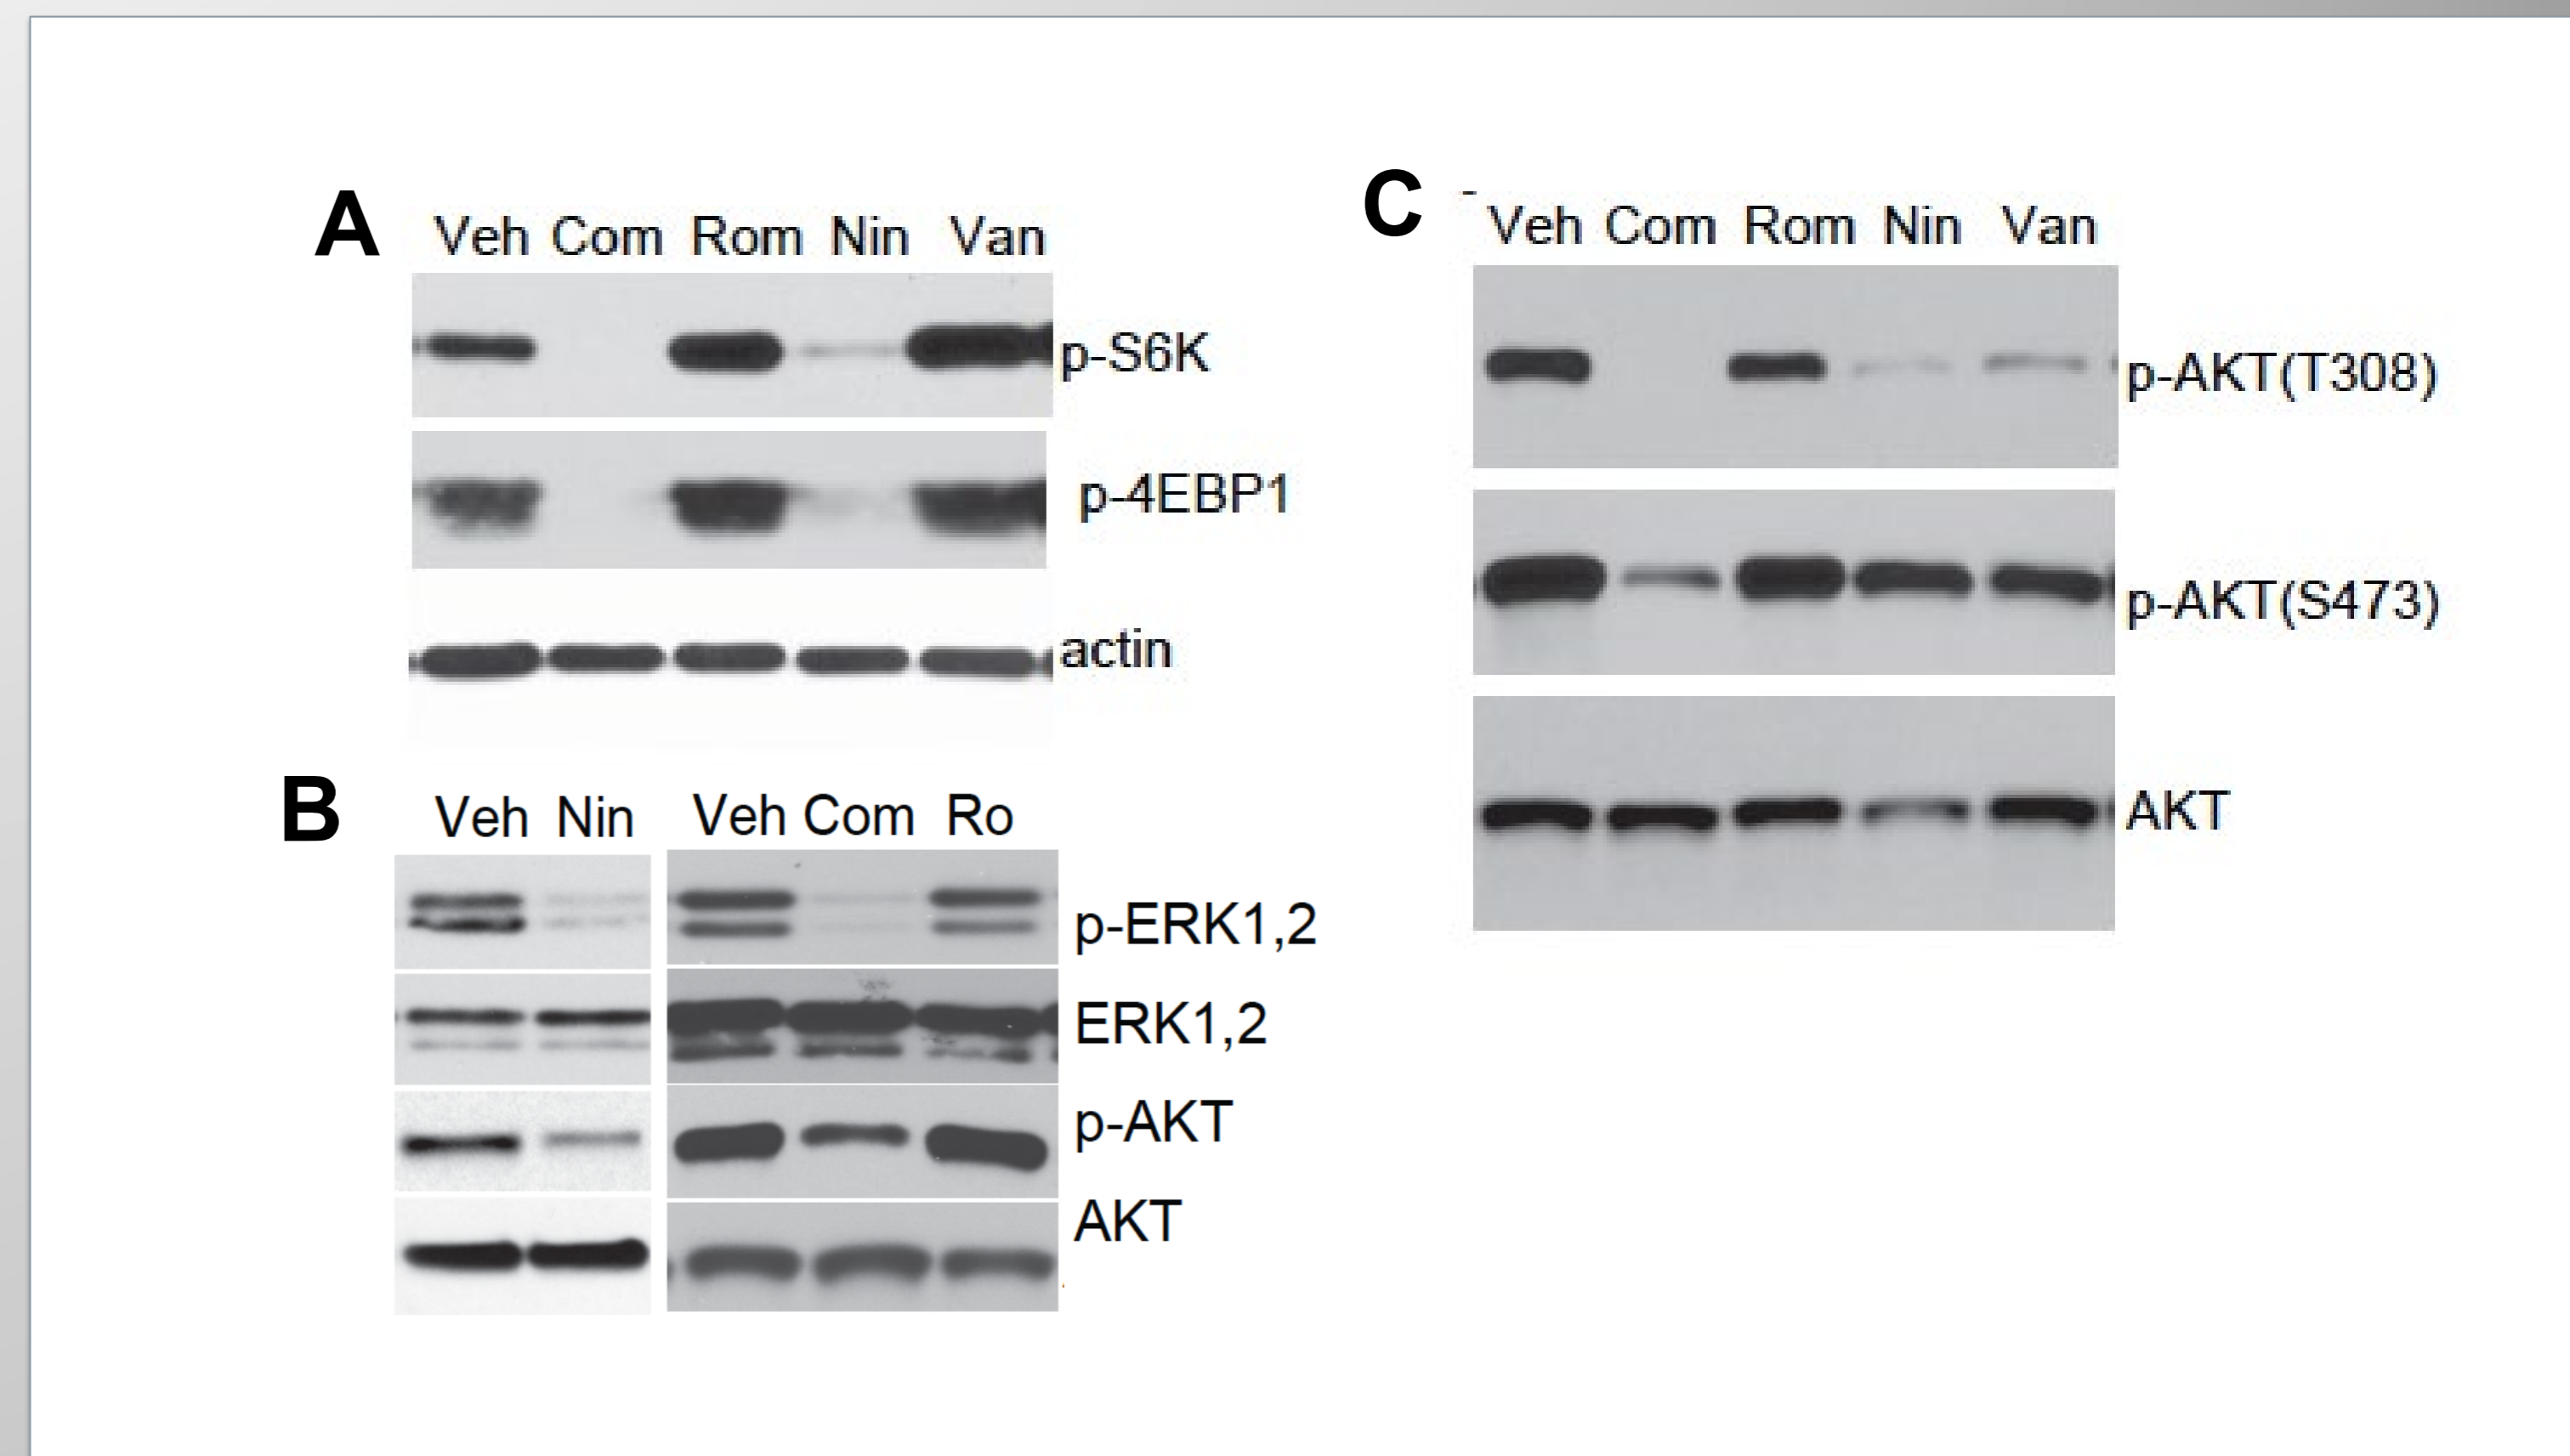 A
Veh Com Rom Nin Van
p-S6K
p-4EBP1
actin
B
Veh Nin Veh Com Ro
p-ERK1,2
ERK1,2
p-AKT
AKT
C
Veh Com Rom Nin Van
p-AKT(T308)
p-AKT(S473)
AKT